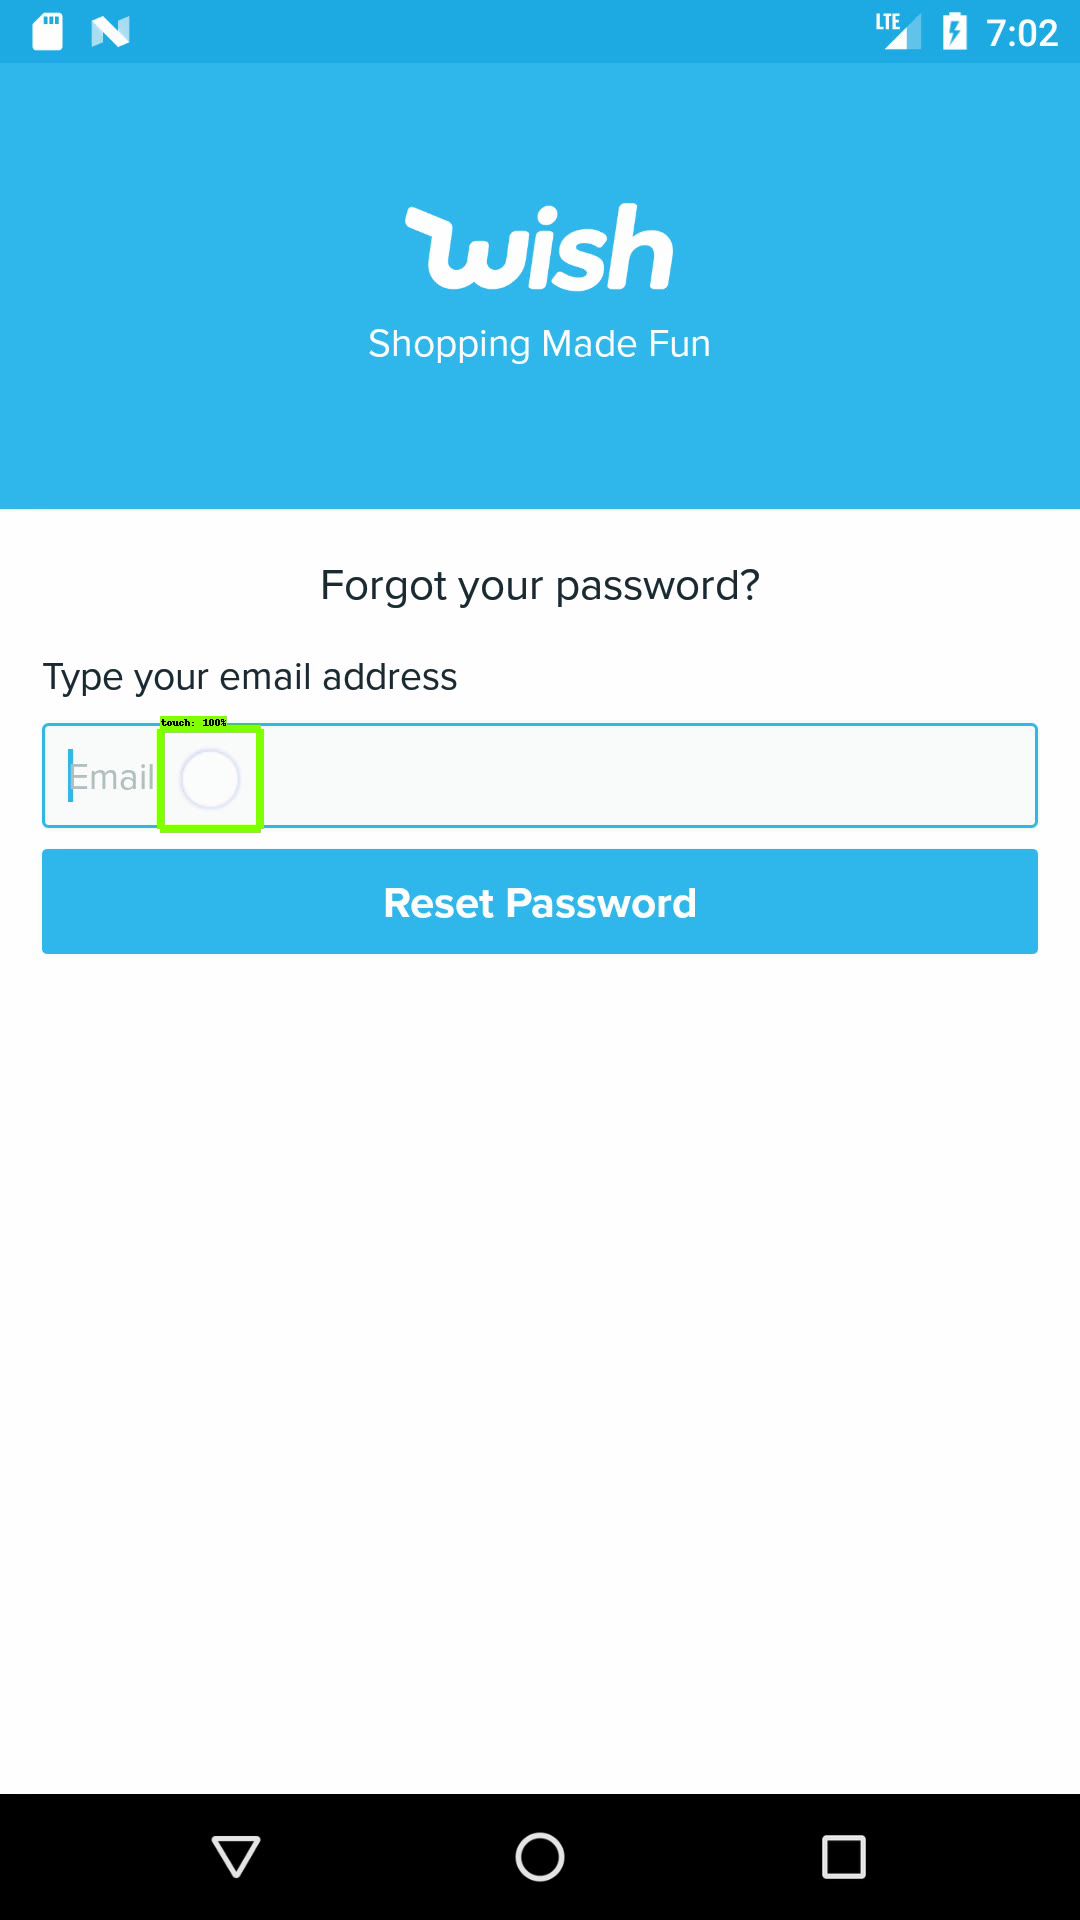 LTE 7:02
wish
Shopping Made Fun
Forgot your password?
Type your email address
touch: 100%
Email
Reset Password